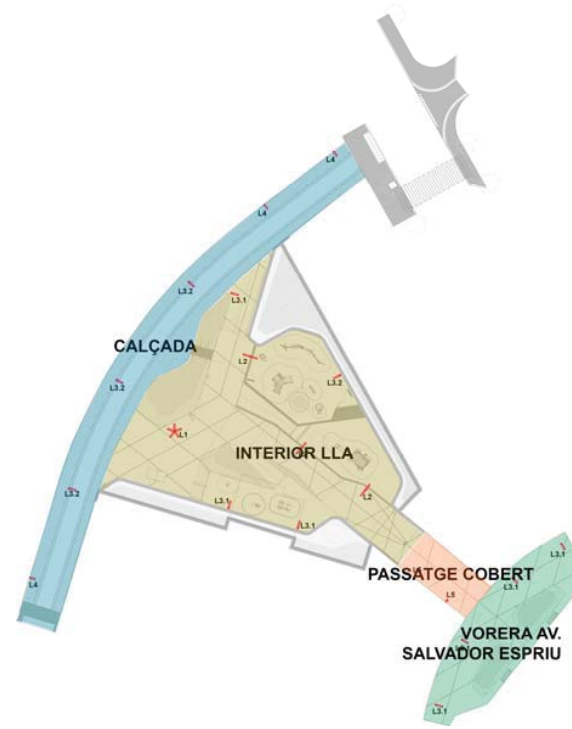 L4
L4
L3.2
L3.1
CALÇADA
L2
L3.2
L3.2
L1
INTERIOR LLA
L3.2
L2
L3.1
L3.1
L3.1
PASSATGE COBERT
L4
L3.1
L5
VORERA AV.
SALVADOR ESPRIU
L3.1